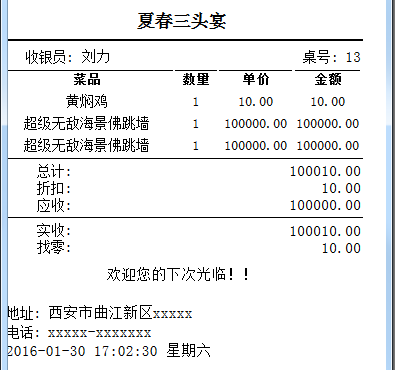 夏春三头宴
收银员: 刘力 桌号: 13
菜品 数量 单价 金额
黄焖鸡 1 10.00 10.00
超级无敌海景佛跳墙 1 100000.00 100000.00
超级无敌海景佛跳墙 1 100000.00 100000.00
总计: 100010.00
折扣: 10.00
应收: 100000.00
实收: 100010.00
找零: 10.00
欢迎您的下次光临！！
地址: 西安市曲江新区xxxxx
电话: xxxxx-xxxxxxx
2016-01-30 17:02:30 星期六